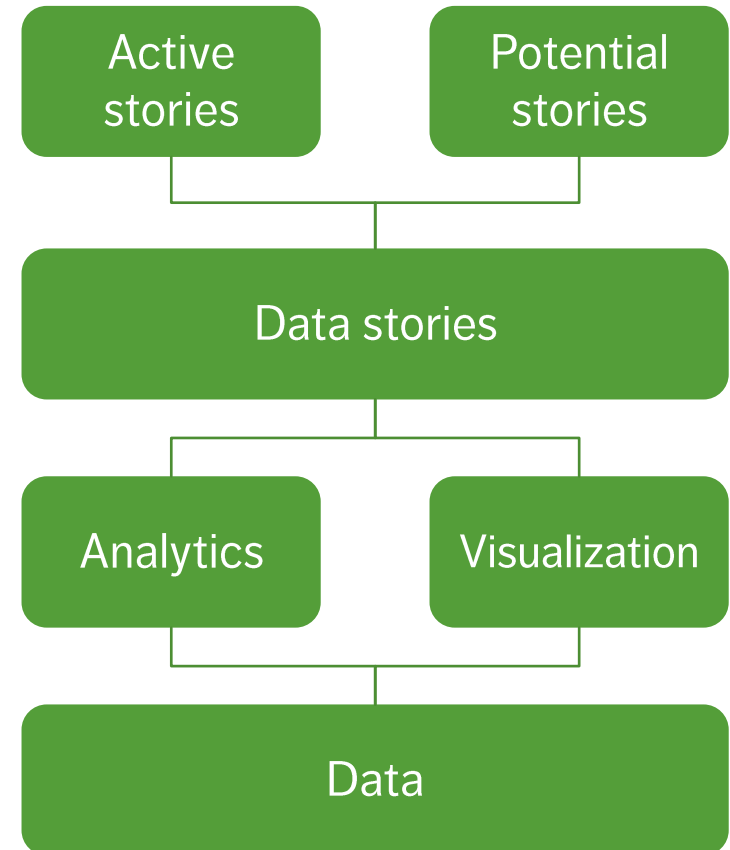 Active
stories
Potential
stories
Data stories
Analytics
Visualization
Data